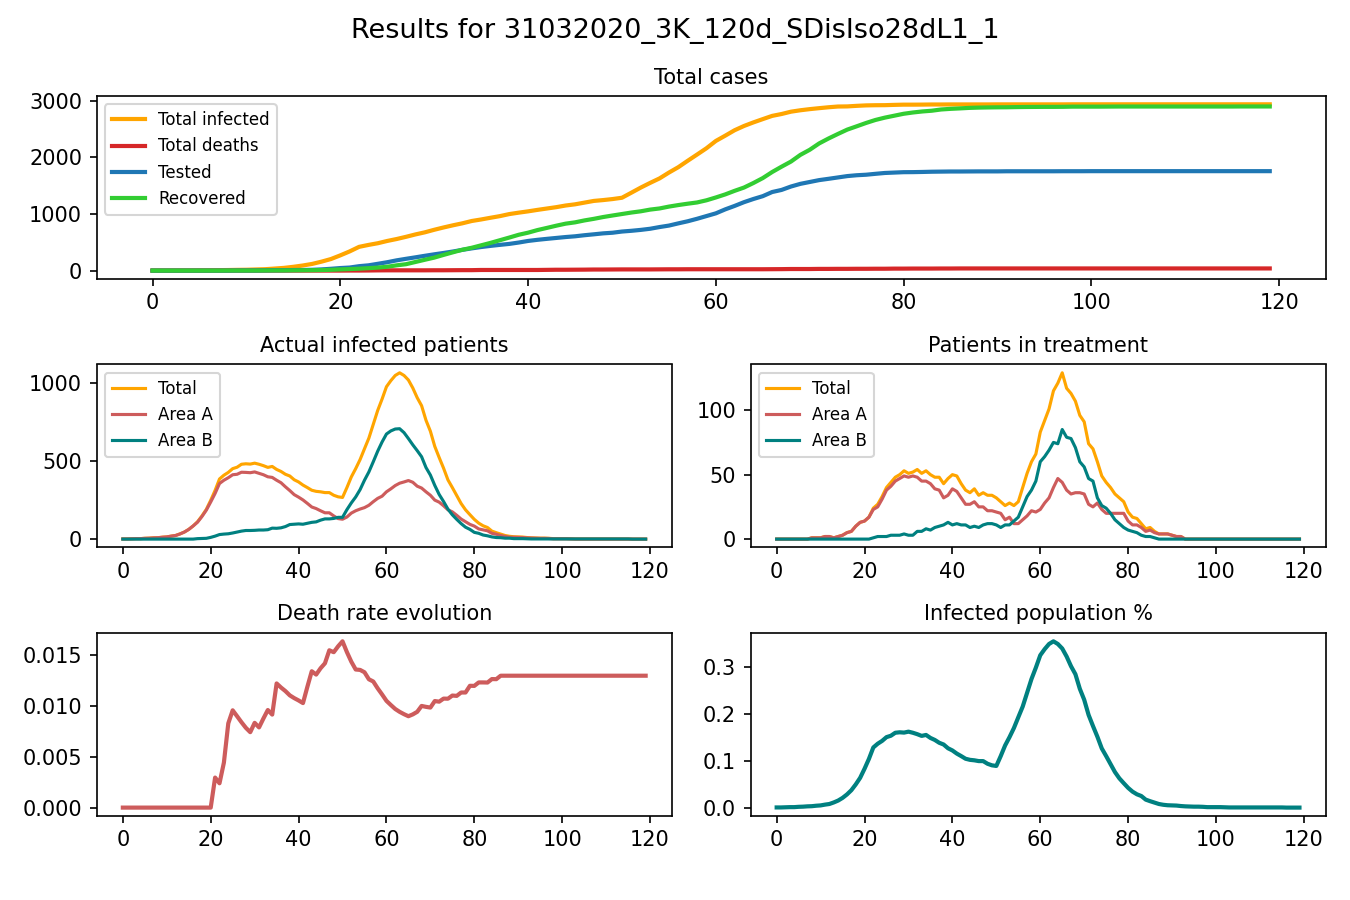 Results for 31032020_3K_120d_SDisIso28dL1_1
Total cases
3000
2000
1000
0
Total infected
Total deaths
Tested
Recovered
0 20 40 60 80 100 120
Actual infected patients
1000
500
0
Total
Area A
Area B
0 20 40 60 80 100 120
Patients in treatment
100
50
0
Total
Area A
Area B
0 20 40 60 80 100 120
Death rate evolution
0.015
0.010
0.005
0.000
0 20 40 60 80 100 120
Infected population %
0.3
0.2
0.1
0.0
0 20 40 60 80 100 120